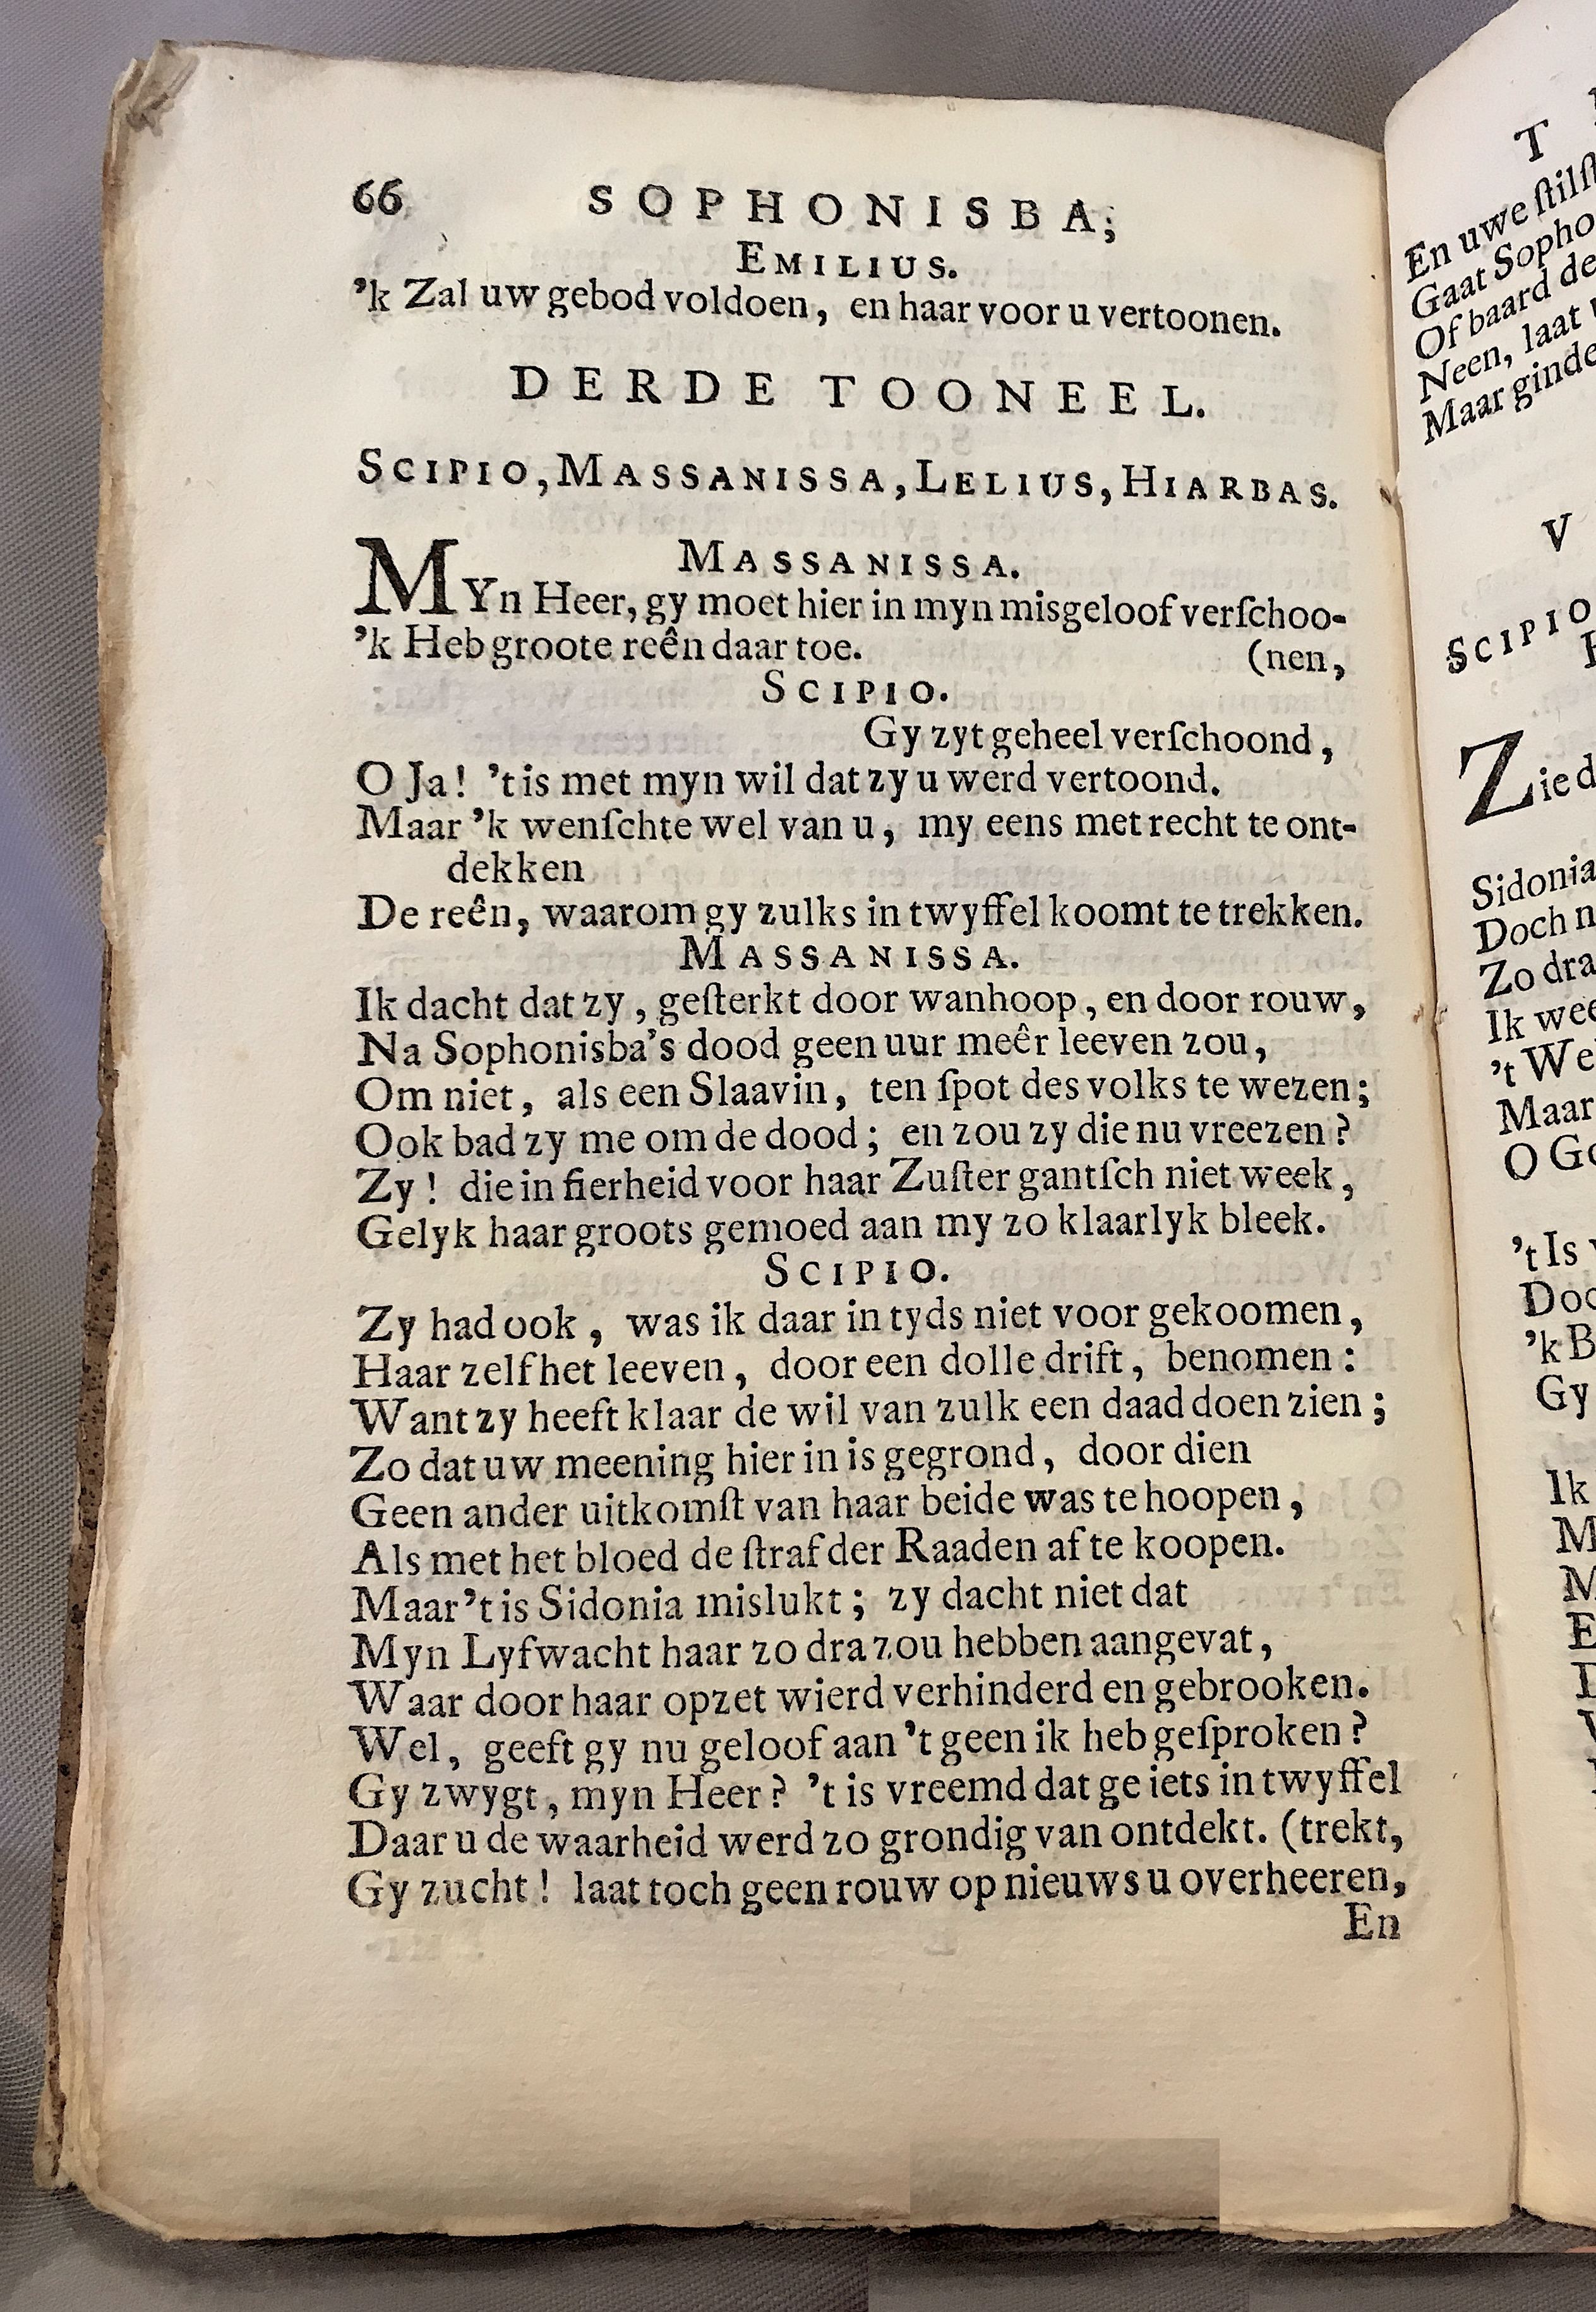 66 SOPHONISBA;
EMILIUS.
'k Zal uw gebod voldoen, en haar voor u vertoonen.
DERDE TOONEEL.
SCIPIO, MASSANISSA, LELIUS, HIARBAS.
MASSANISSA.
MYn Heer, gy moet hier in myn misgeloof verſchoo-
'k Heb groote reên daar toe. (nen,
SCIPIO.
Gy zyt geheel verſchoond,
O Ja! 't is met myn wil dat zy u werd vertoond.
Maar 'k wenſchte wel van u, my eens met recht te ont-
dekken
De reên, waarom gy zulks in twyffel koomt te trekken.
MASSANISSA.
Ik dacht dat zy, geſterkt door wanhoop, en door rouw,
Na Sophonisba's dood geen uur meêr leeven zou,
Om niet, als een Slaavin, ten ſpot des volks te wezen;
Ook bad zy me om de dood; en zou zy die nu vreezen?
Zy! die in fierheid voor haar Zuſter gantſch niet week,
Gelyk haar groots gemoed aan my zo klaarlyk bleek.
SCIPIO.
Zy had ook, was ik daar in tyds niet voor gekoomen,
Haar zelf het leeven, door een dolle drift, benomen:
Want zy heeft klaar de wil van zulk een daad doen zien;
Zo dat uw meening hier in is gegrond, door dien
Geen ander uitkomſt van haar beide was te hoopen,
Als met het bloed de ſtraf der Raaden af te koopen.
Maar 't is Sidonia mislukt; zy dacht niet dat
Myn Lyfwacht haar zo dra zou hebben aangevat,
Waar door haar opzet wierd verhinderd en gebrooken.
Wel, geeft gy nu geloof aan 't geen ik heb geſproken?
Gy zwygt, myn Heer? 't is vreemd dat ge iets in twyffel
Daar u de waarheid werd zo grondig van ontdekt. (trekt,
Gy zucht! laat toch geen rouw op nieuws u overheeren,
En
T
En uwe
Gaat
Of baard
Neen, laat
Maar
V
SCIPIO
Zie
Sidonia
Doch
Zo dra
Ik
't
Maar
O
't Is
'k
Gy
Ik